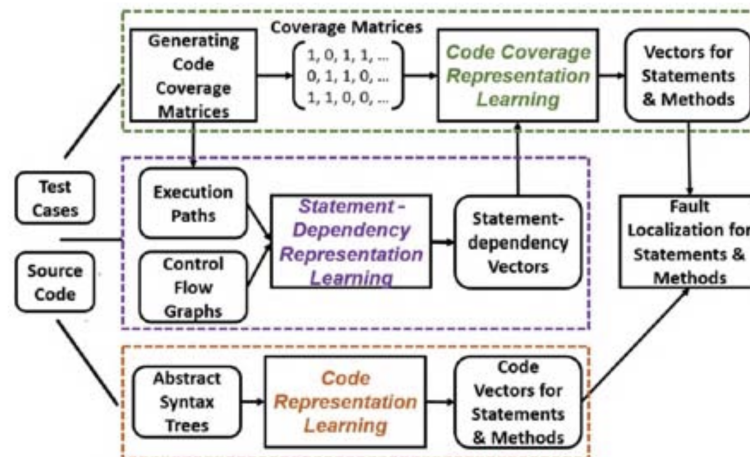 Generating
Code
Coverage
Matrices
Coverage Matrices
1, 0, 1, 1, ...
0, 1, 1, 0, ...
1, 1, 0, 0, ...
Code Coverage
Representation
Learning
Vectors for
Statements
& Methods
Test
Cases
Source
Code
Execution
Paths
Control
Flow
Graphs
Statement -
Dependency
Representation
Learning
Statement-
dependency
Vectors
Fault
Localization for
Statements &
Methods
Abstract
Syntax
Trees
Code
Representation
Learning
Code
Vectors for
Statements
& Methods